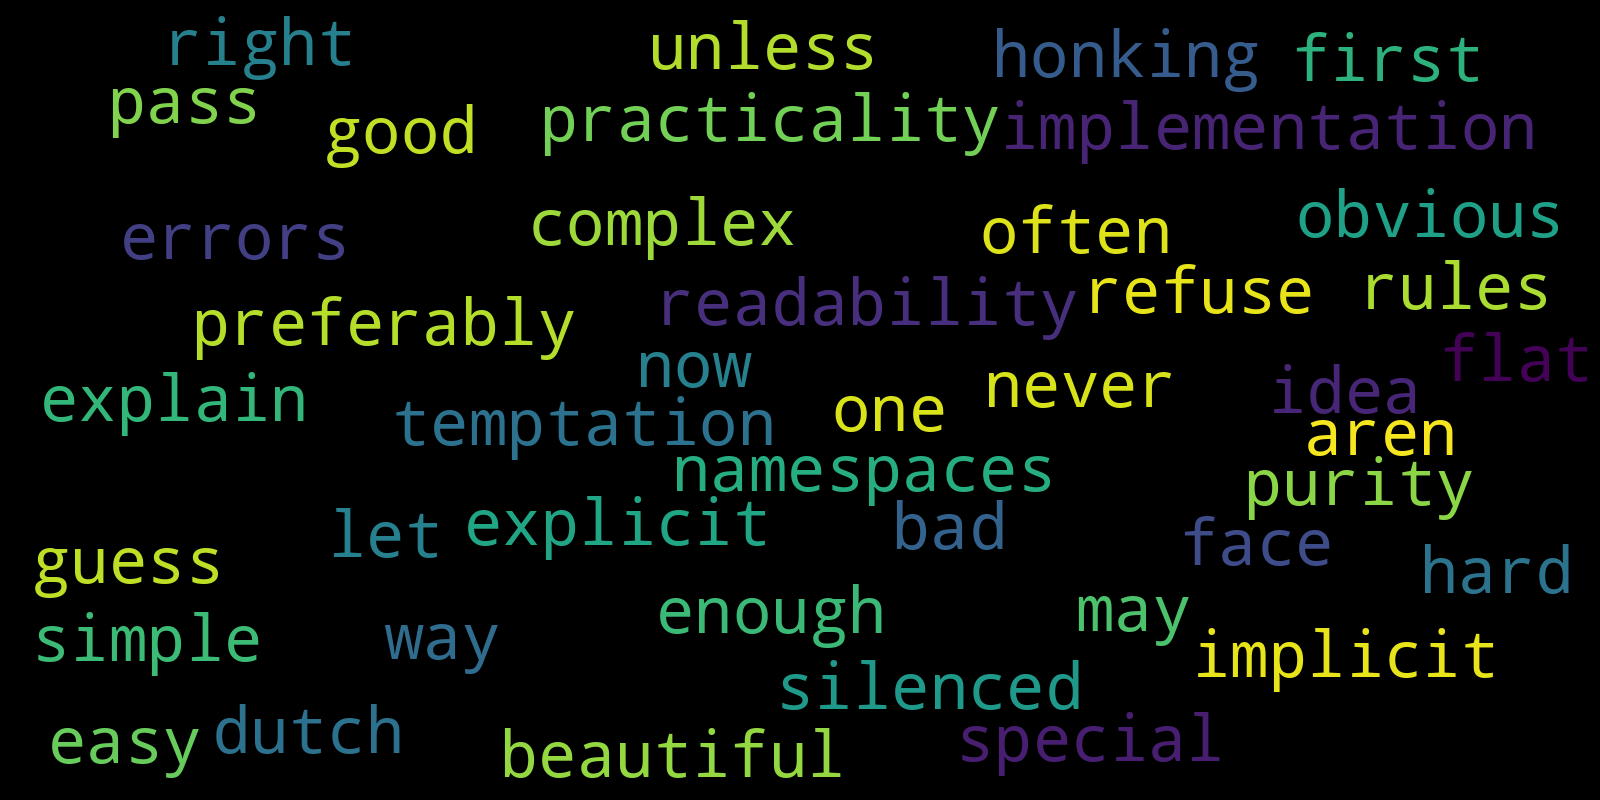 right unless honking first
pass good practicality implementation
errors complex often obvious
preferably readability refuse rules
now flat
explain temptation one never idea
aren
namespaces purity
let explicit bad face
guess hard
simple way enough may implicit
silenced
easy dutch beautiful special